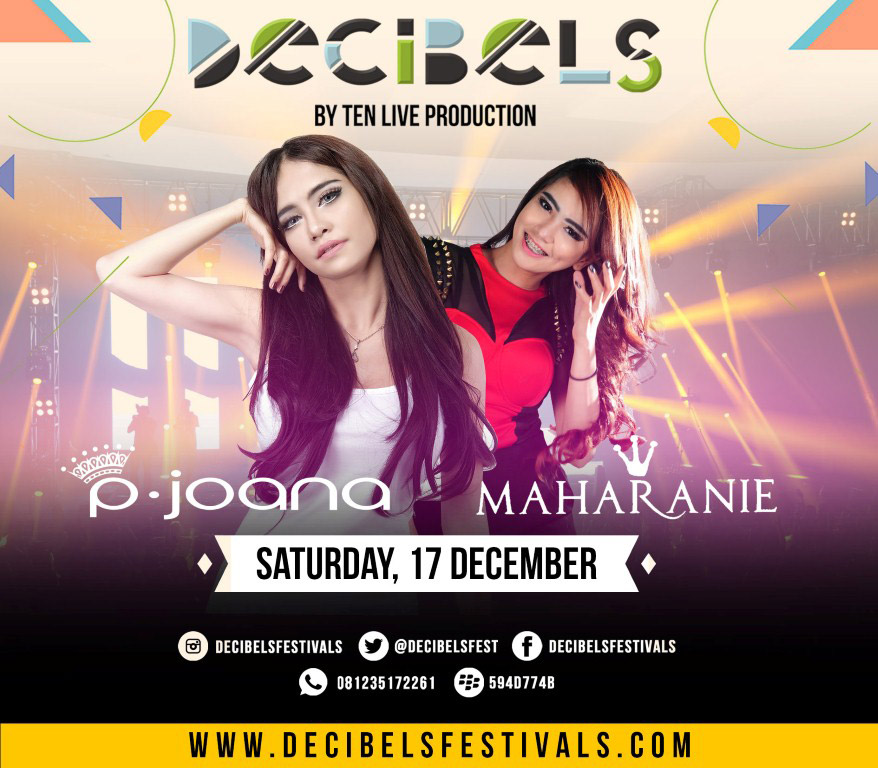 DECiBELS
BY TEN LIVE PRODUCTION
p·joana
MAHARANIE
SATURDAY, 17 DECEMBER
DECIBELSFESTIVALS @DECIBELSFEST DECIBELSFESTIVALS
081235172261 594D774B
WWW.DECIBELSFESTIVALS.COM